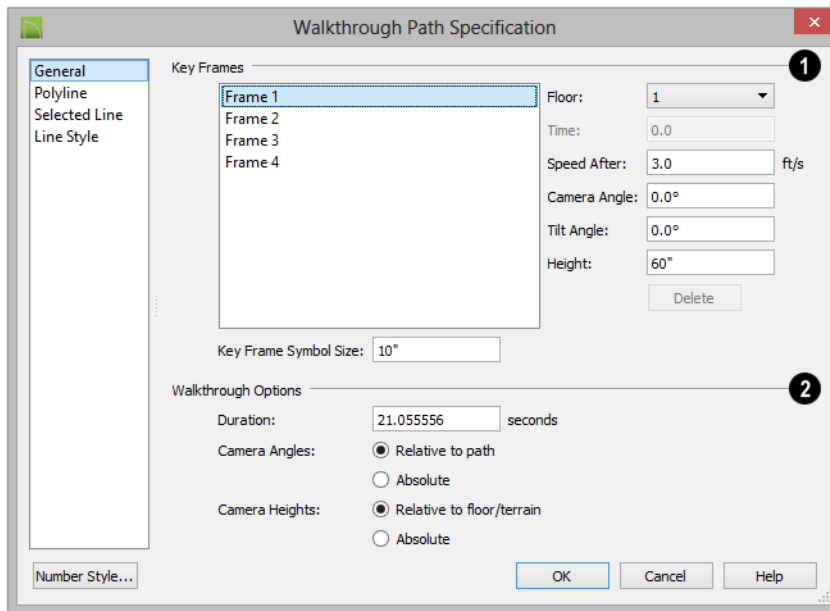 Walkthrough Path Specification
General
Polyline
Selected Line
Line Style
Key Frames
1
Frame 1
Frame 2
Frame 3
Frame 4
Floor: 1
Time: 0.0
Speed After: 3.0 ft/s
Camera Angle: 0.0°
Tilt Angle: 0.0°
Height: 60"
Delete
Key Frame Symbol Size: 10"
Walkthrough Options
2
Duration: 21.055556 seconds
Camera Angles: Relative to path
Absolute
Camera Heights: Relative to floor/terrain
Absolute
Number Style... OK Cancel Help